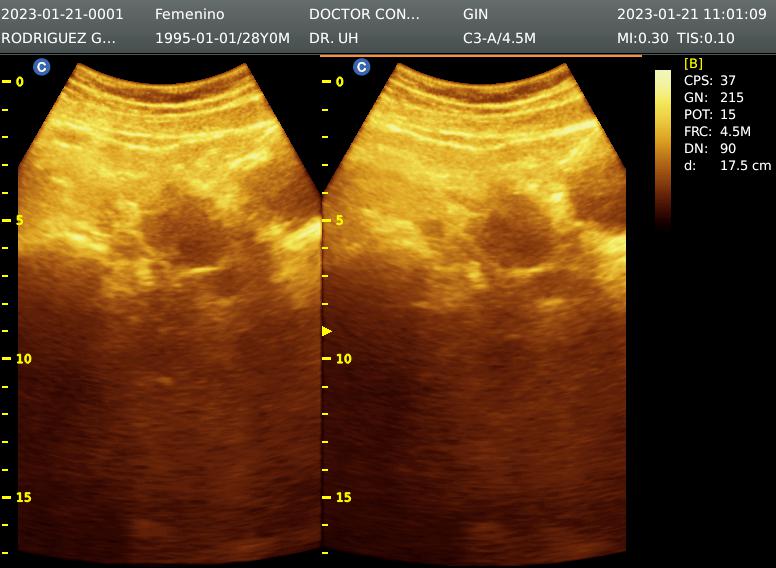 2023-01-21-0001 Femenino DOCTOR CON... GIN 2023-01-21 11:01:09
RODRIGUEZ G... 1995-01-01/28Y0M DR. UH C3-A/4.5M MI:0.30 TIS:0.10
C
C
[B]
CPS: 37
GN: 215
POT: 15
FRC: 4.5M
DN: 90
d: 17.5 cm
0
5
10
15
0
5
10
15